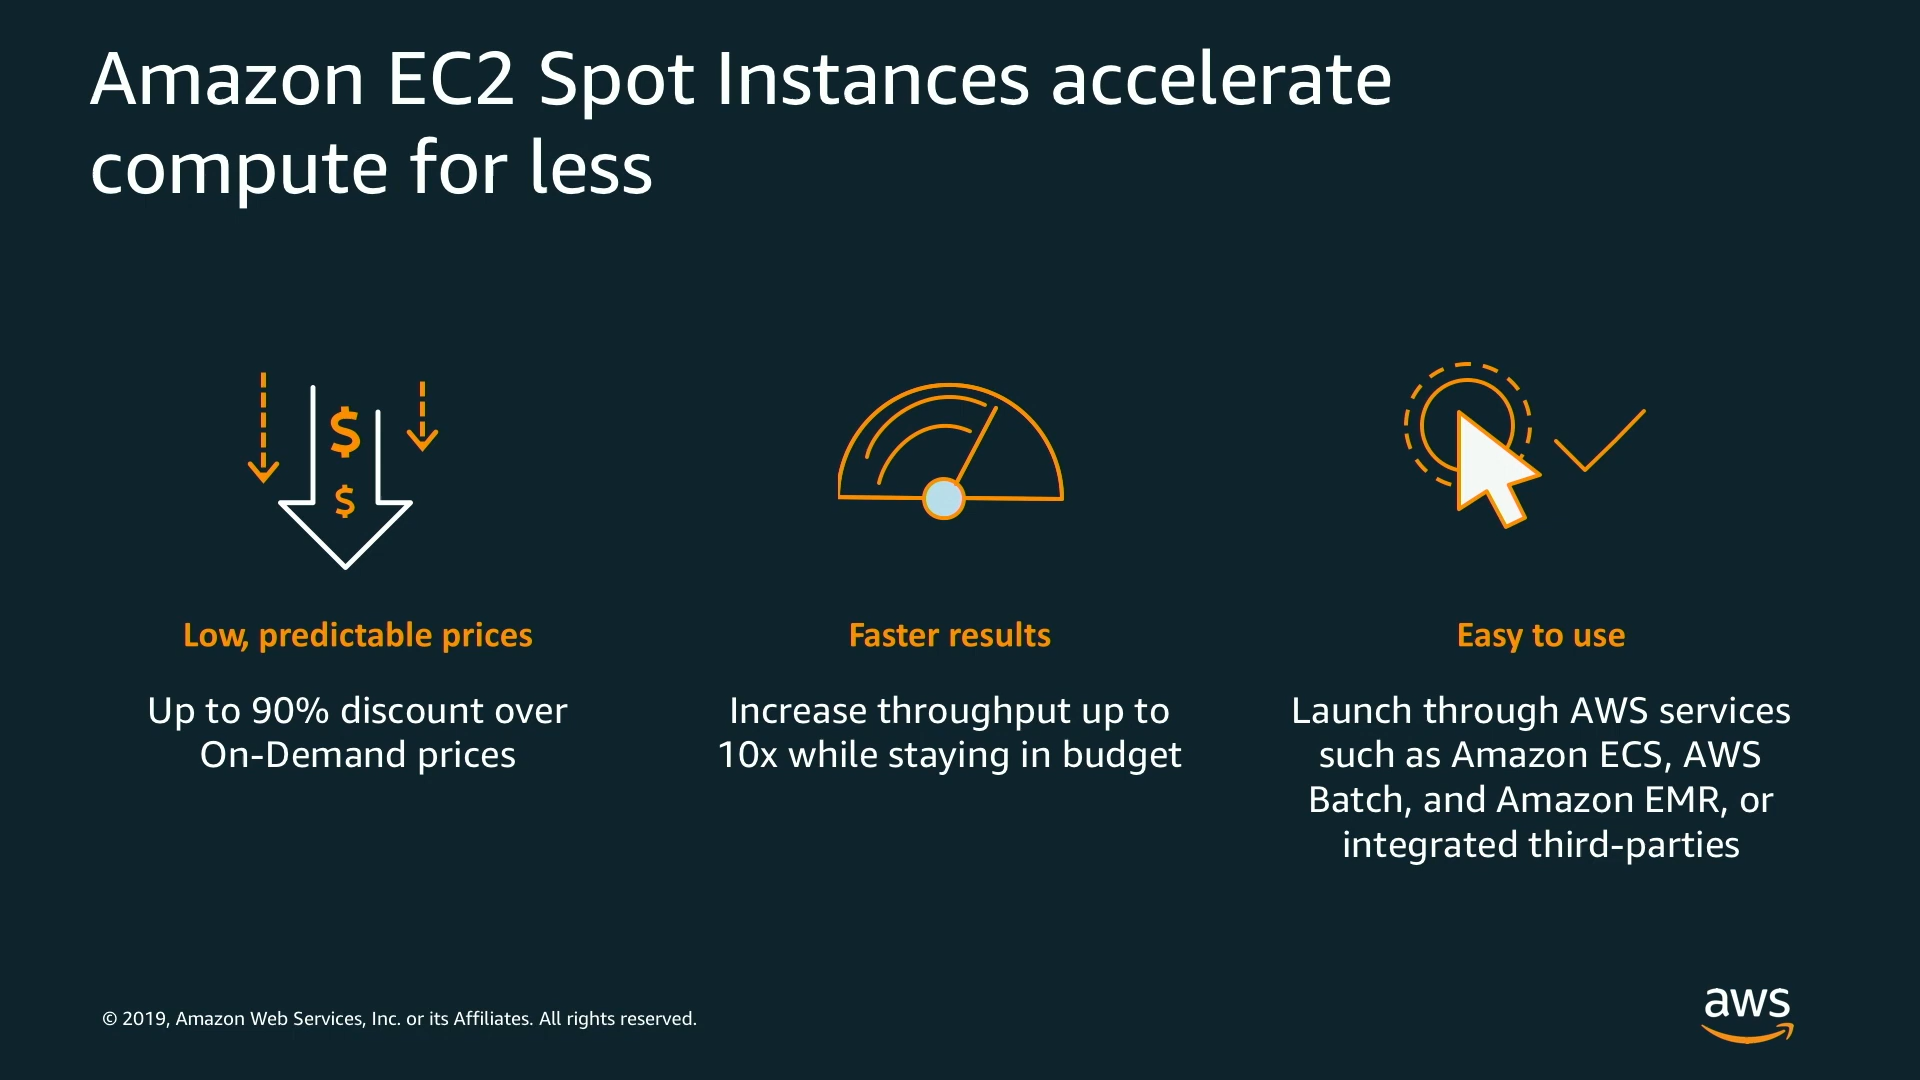 Amazon EC2 Spot Instances accelerate
compute for less
$
$
Low, predictable prices
Up to 90% discount over
On-Demand prices
Faster results
Increase throughput up to
10x while staying in budget
Easy to use
Launch through AWS services
such as Amazon ECS, AWS
Batch, and Amazon EMR, or
integrated third-parties
© 2019, Amazon Web Services, Inc. or its Affiliates. All rights reserved.
aws